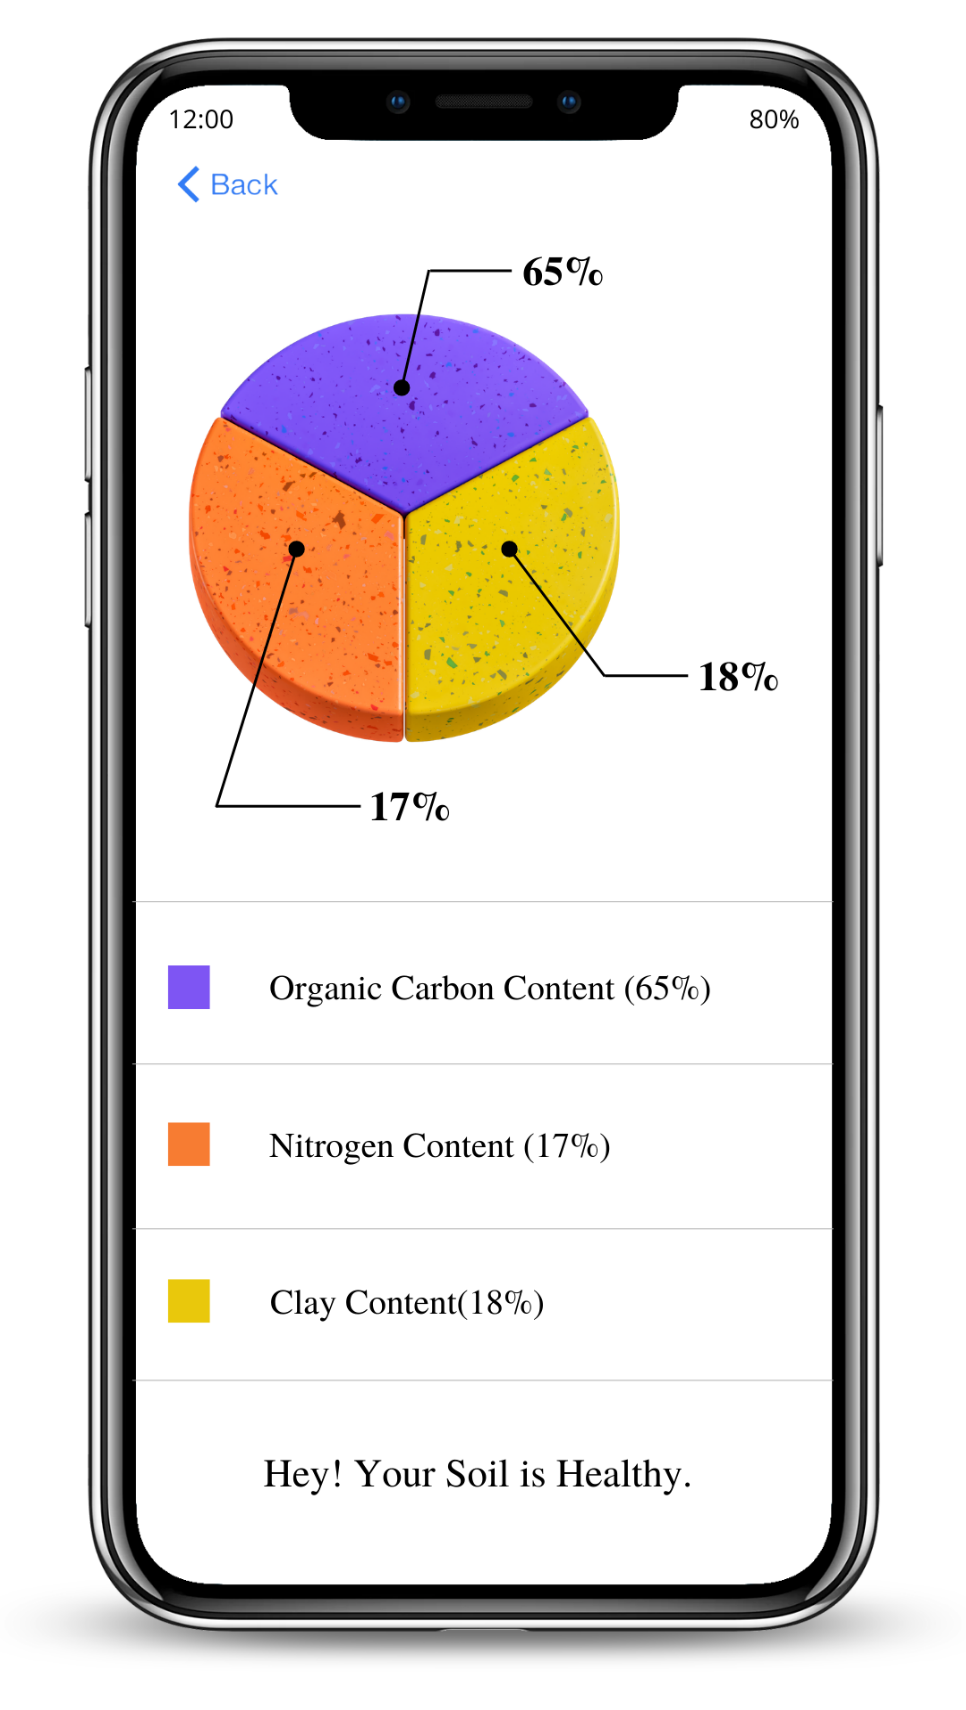 12:00
80%
Back
65%
18%
17%
Organic Carbon Content (65%)
Nitrogen Content (17%)
Clay Content(18%)
Hey! Your Soil is Healthy.